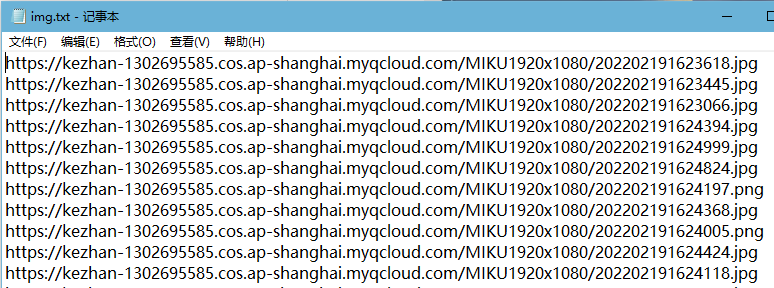 img.txt - 记事本
文件(F) 编辑(E) 格式(O) 查看(V) 帮助(H)
https://kezhan-1302695585.cos.ap-shanghai.myqcloud.com/MIKU1920x1080/202202191623618.jpg
https://kezhan-1302695585.cos.ap-shanghai.myqcloud.com/MIKU1920x1080/202202191623445.jpg
https://kezhan-1302695585.cos.ap-shanghai.myqcloud.com/MIKU1920x1080/202202191623066.jpg
https://kezhan-1302695585.cos.ap-shanghai.myqcloud.com/MIKU1920x1080/202202191624394.jpg
https://kezhan-1302695585.cos.ap-shanghai.myqcloud.com/MIKU1920x1080/202202191624999.jpg
https://kezhan-1302695585.cos.ap-shanghai.myqcloud.com/MIKU1920x1080/202202191624824.jpg
https://kezhan-1302695585.cos.ap-shanghai.myqcloud.com/MIKU1920x1080/202202191624197.png
https://kezhan-1302695585.cos.ap-shanghai.myqcloud.com/MIKU1920x1080/202202191624368.jpg
https://kezhan-1302695585.cos.ap-shanghai.myqcloud.com/MIKU1920x1080/202202191624005.png
https://kezhan-1302695585.cos.ap-shanghai.myqcloud.com/MIKU1920x1080/202202191624424.jpg
https://kezhan-1302695585.cos.ap-shanghai.myqcloud.com/MIKU1920x1080/202202191624118.jpg